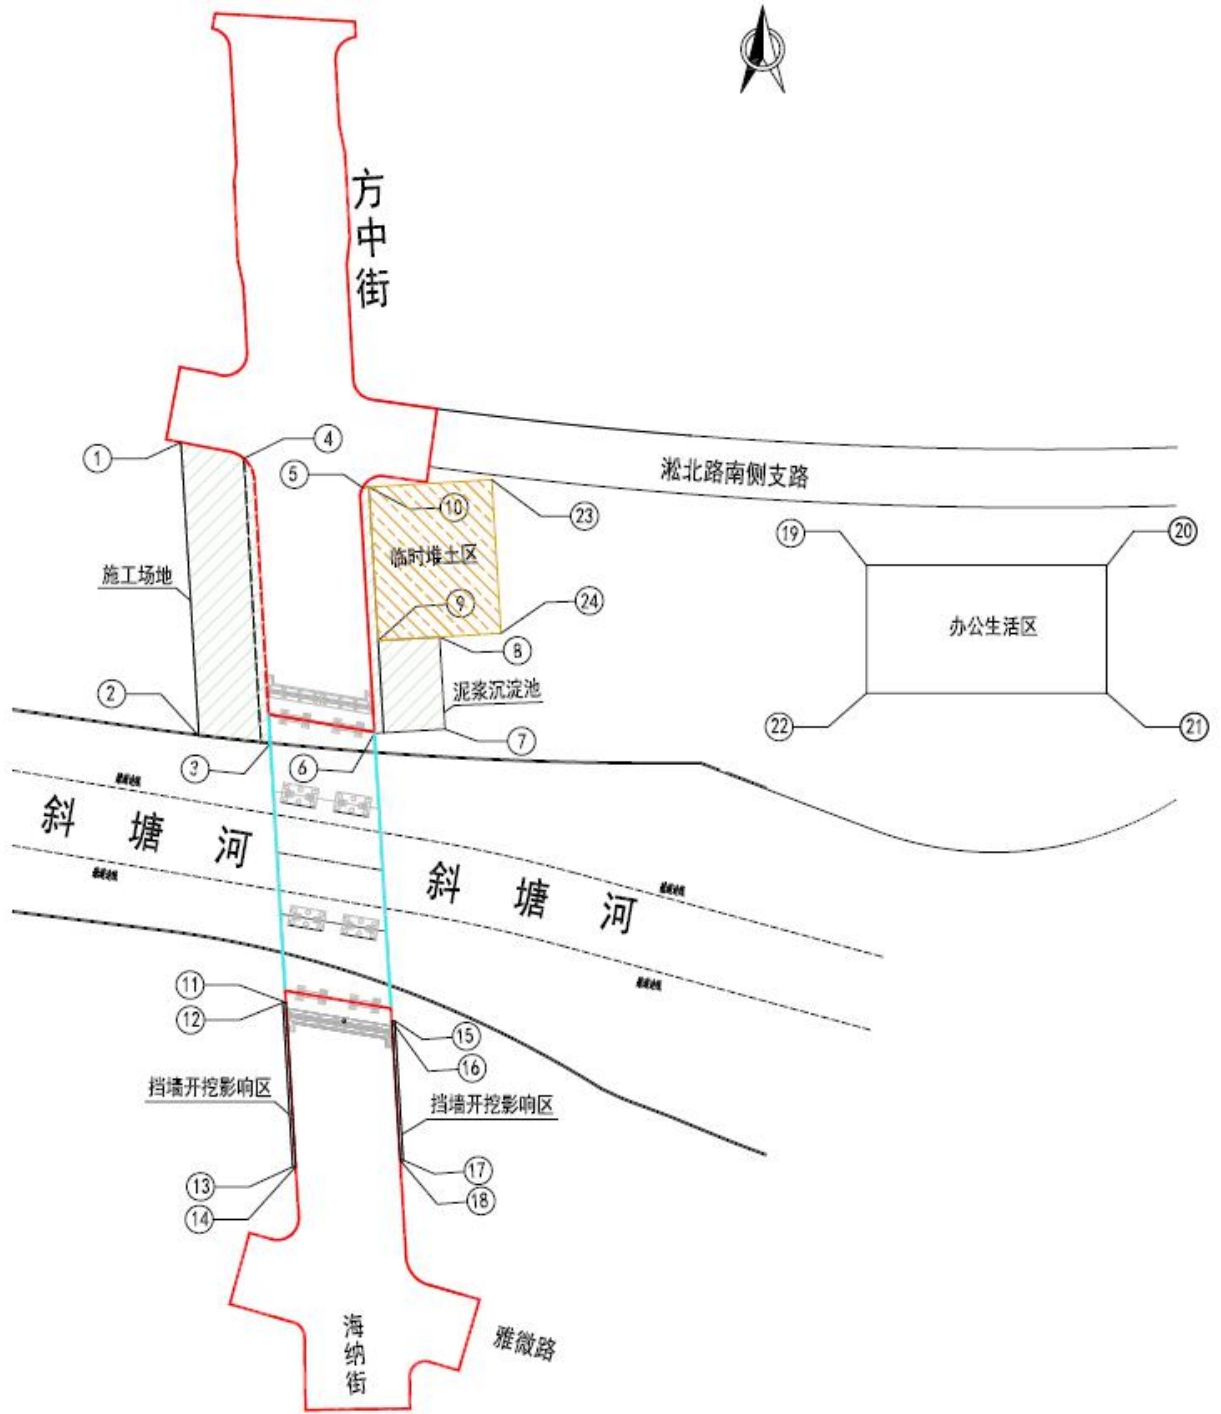 方中街
④
①
⑤
淞北路南侧支路
⑩
㉓
⑲
⑳
临时堆土区
施工场地
⑨
㉔
办公生活区
⑧
②
泥浆沉淀池
㉒
㉑
⑦
③
⑥
斜塘河
斜塘河
⑪
⑫
⑮
⑯
挡墙开挖影响区
挡墙开挖影响区
⑬
⑰
⑭
⑱
海纳街
雅微路